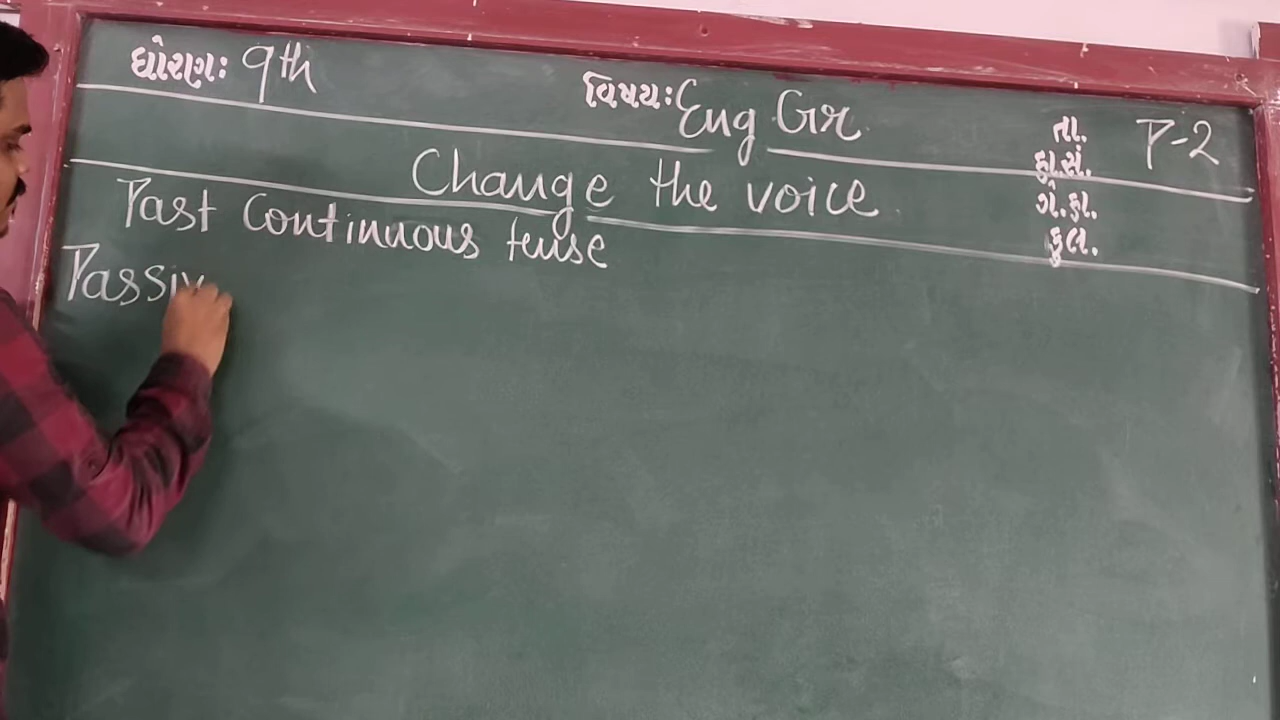 ધોરણઃ 9th વિષયઃ Eng Gr. તા. P-2
હા.સં.
Change the voice. ગે.હા.
Past Continuous tense કુલ.
Passiv